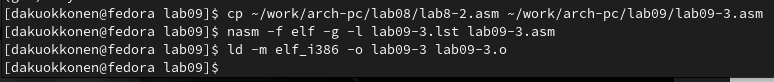 [dakuokkonen@fedora lab09]$ cp ~/work/arch-pc/lab08/lab8-2.asm ~/work/arch-pc/lab09/lab09-3.asm
[dakuokkonen@fedora lab09]$ nasm -f elf -g -l lab09-3.lst lab09-3.asm
[dakuokkonen@fedora lab09]$ ld -m elf_i386 -o lab09-3 lab09-3.o
[dakuokkonen@fedora lab09]$